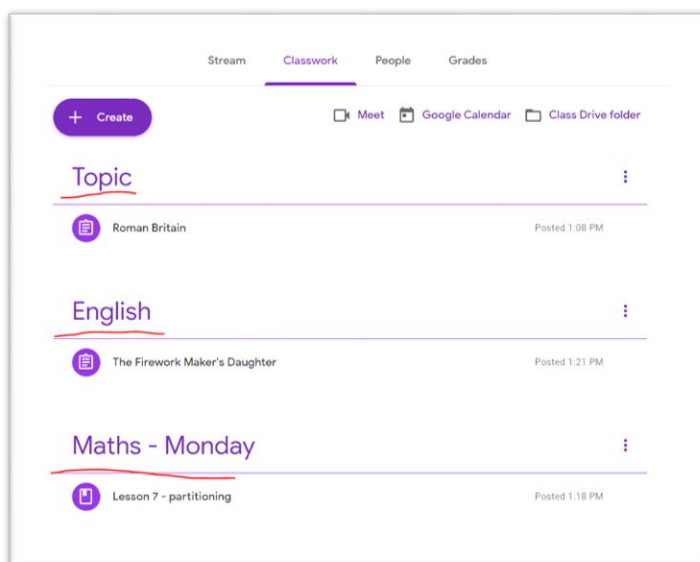 Stream Classwork People Grades
+ Create Meet Google Calendar Class Drive folder
Topic
Roman Britain Posted 1:08 PM
English
The Firework Maker's Daughter Posted 1:21 PM
Maths - Monday
Lesson 7 - partitioning Posted 1:18 PM